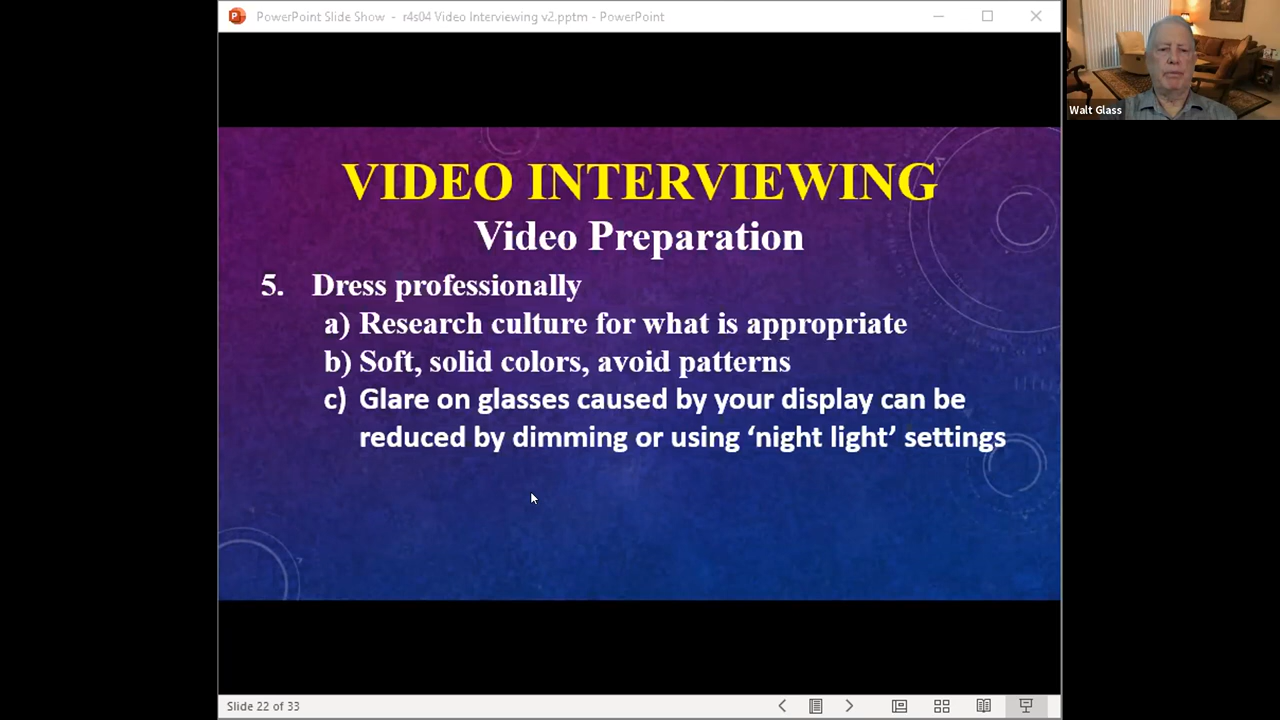 PowerPoint Slide Show - r4s04 Video Interviewing v2.pptm - PowerPoint
Walt Glass
VIDEO INTERVIEWING
Video Preparation
5. Dress professionally
a) Research culture for what is appropriate
b) Soft, solid colors, avoid patterns
c) Glare on glasses caused by your display can be
reduced by dimming or using ‘night light’ settings
Slide 22 of 33